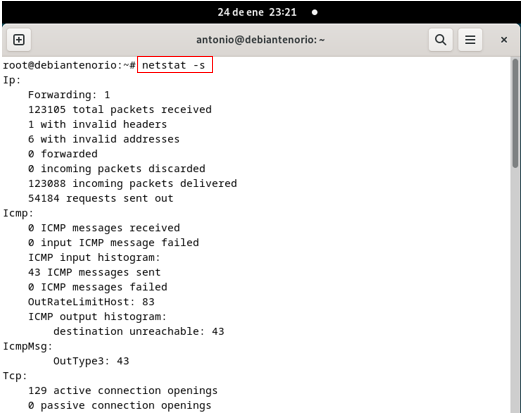 24 de ene 23:21
antonio@debiantenorio: ~
root@debiantenorio:~# netstat -s
Ip:
    Forwarding: 1
    123105 total packets received
    1 with invalid headers
    6 with invalid addresses
    0 forwarded
    0 incoming packets discarded
    123088 incoming packets delivered
    54184 requests sent out
Icmp:
    0 ICMP messages received
    0 input ICMP message failed
    ICMP input histogram:
    43 ICMP messages sent
    0 ICMP messages failed
    OutRateLimitHost: 83
    ICMP output histogram:
        destination unreachable: 43
IcmpMsg:
        OutType3: 43
Tcp:
    129 active connection openings
    0 passive connection openings